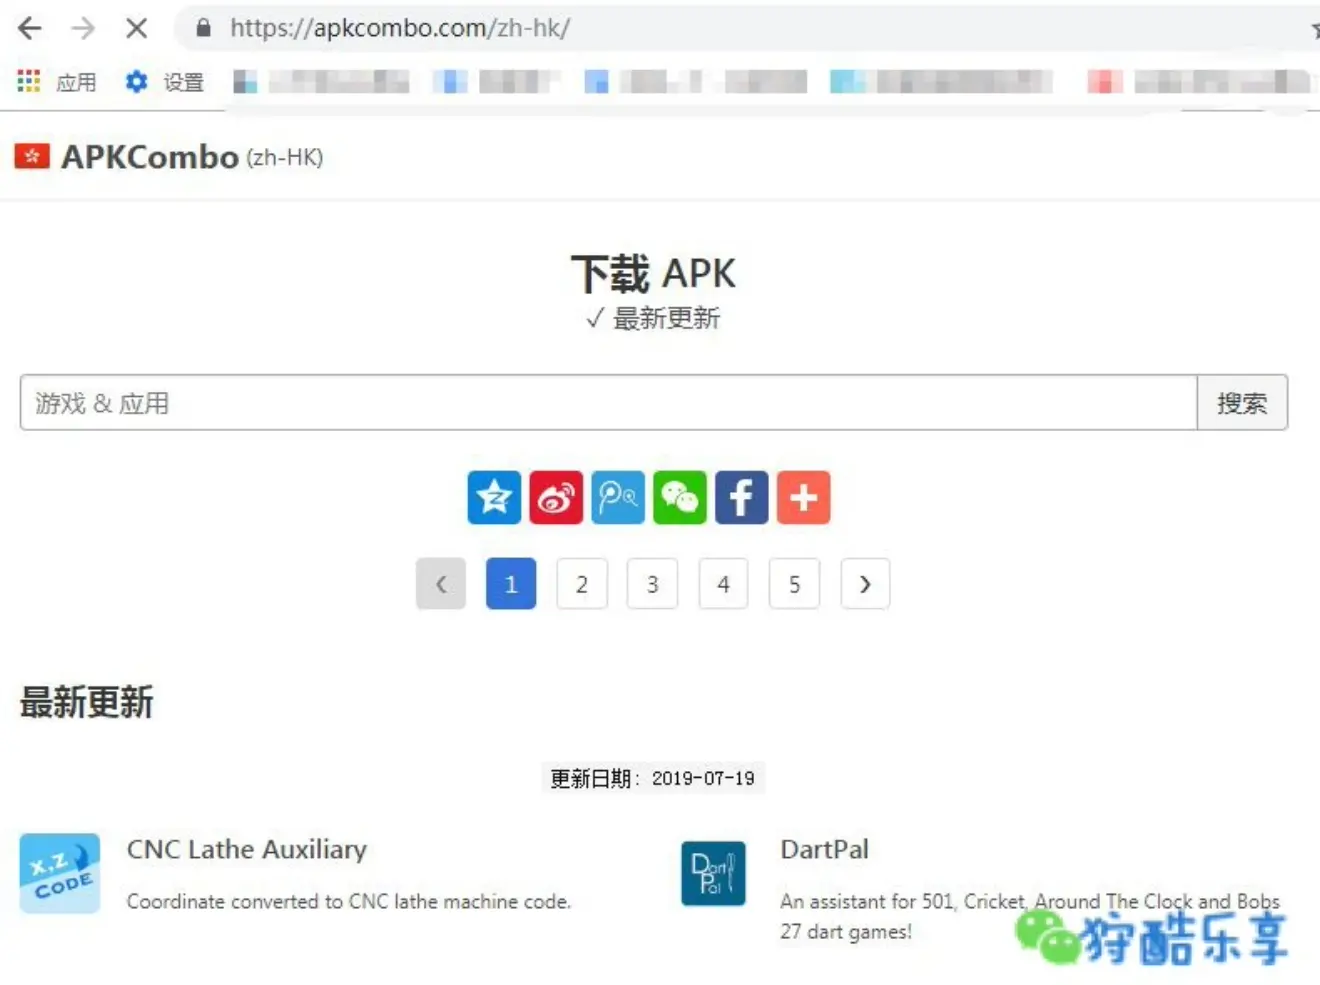 https://apkcombo.com/zh-hk/
应用 设置
APKCombo (zh-HK)
下载 APK
✓ 最新更新
游戏 & 应用 搜索
1 2 3 4 5
最新更新
更新日期: 2019-07-19
CNC Lathe Auxiliary
Coordinate converted to CNC lathe machine code.
X,Z CODE
DartPal
An assistant for 501, Cricket, Around The Clock and Bobs
27 dart games!
Dart Pal
狩酷乐享